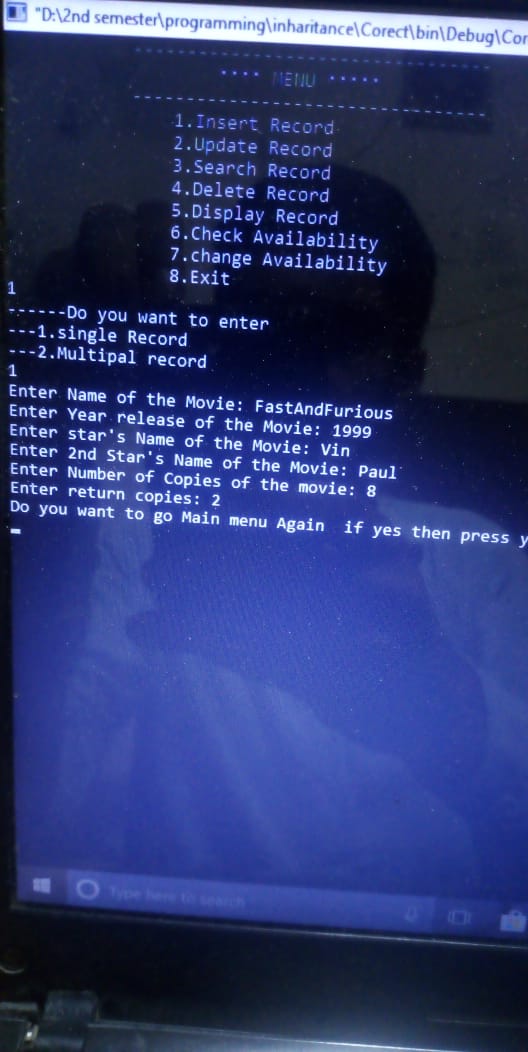 "D:\2nd semester\programming\inharitance\Corect\bin\Debug\Cor
---------------------------------
**** MENU *****
---------------------------------
1.Insert Record
2.Update Record
3.Search Record
4.Delete Record
5.Display Record
6.Check Availability
7.change Availability
8.Exit
1
------Do you want to enter
---1.single Record
---2.Multipal record
1
Enter Name of the Movie: FastAndFurious
Enter Year release of the Movie: 1999
Enter star's Name of the Movie: Vin
Enter 2nd Star's Name of the Movie: Paul
Enter Number of Copies of the movie: 8
Enter return copies: 2
Do you want to go Main menu Again  if yes then press y
Type here to search